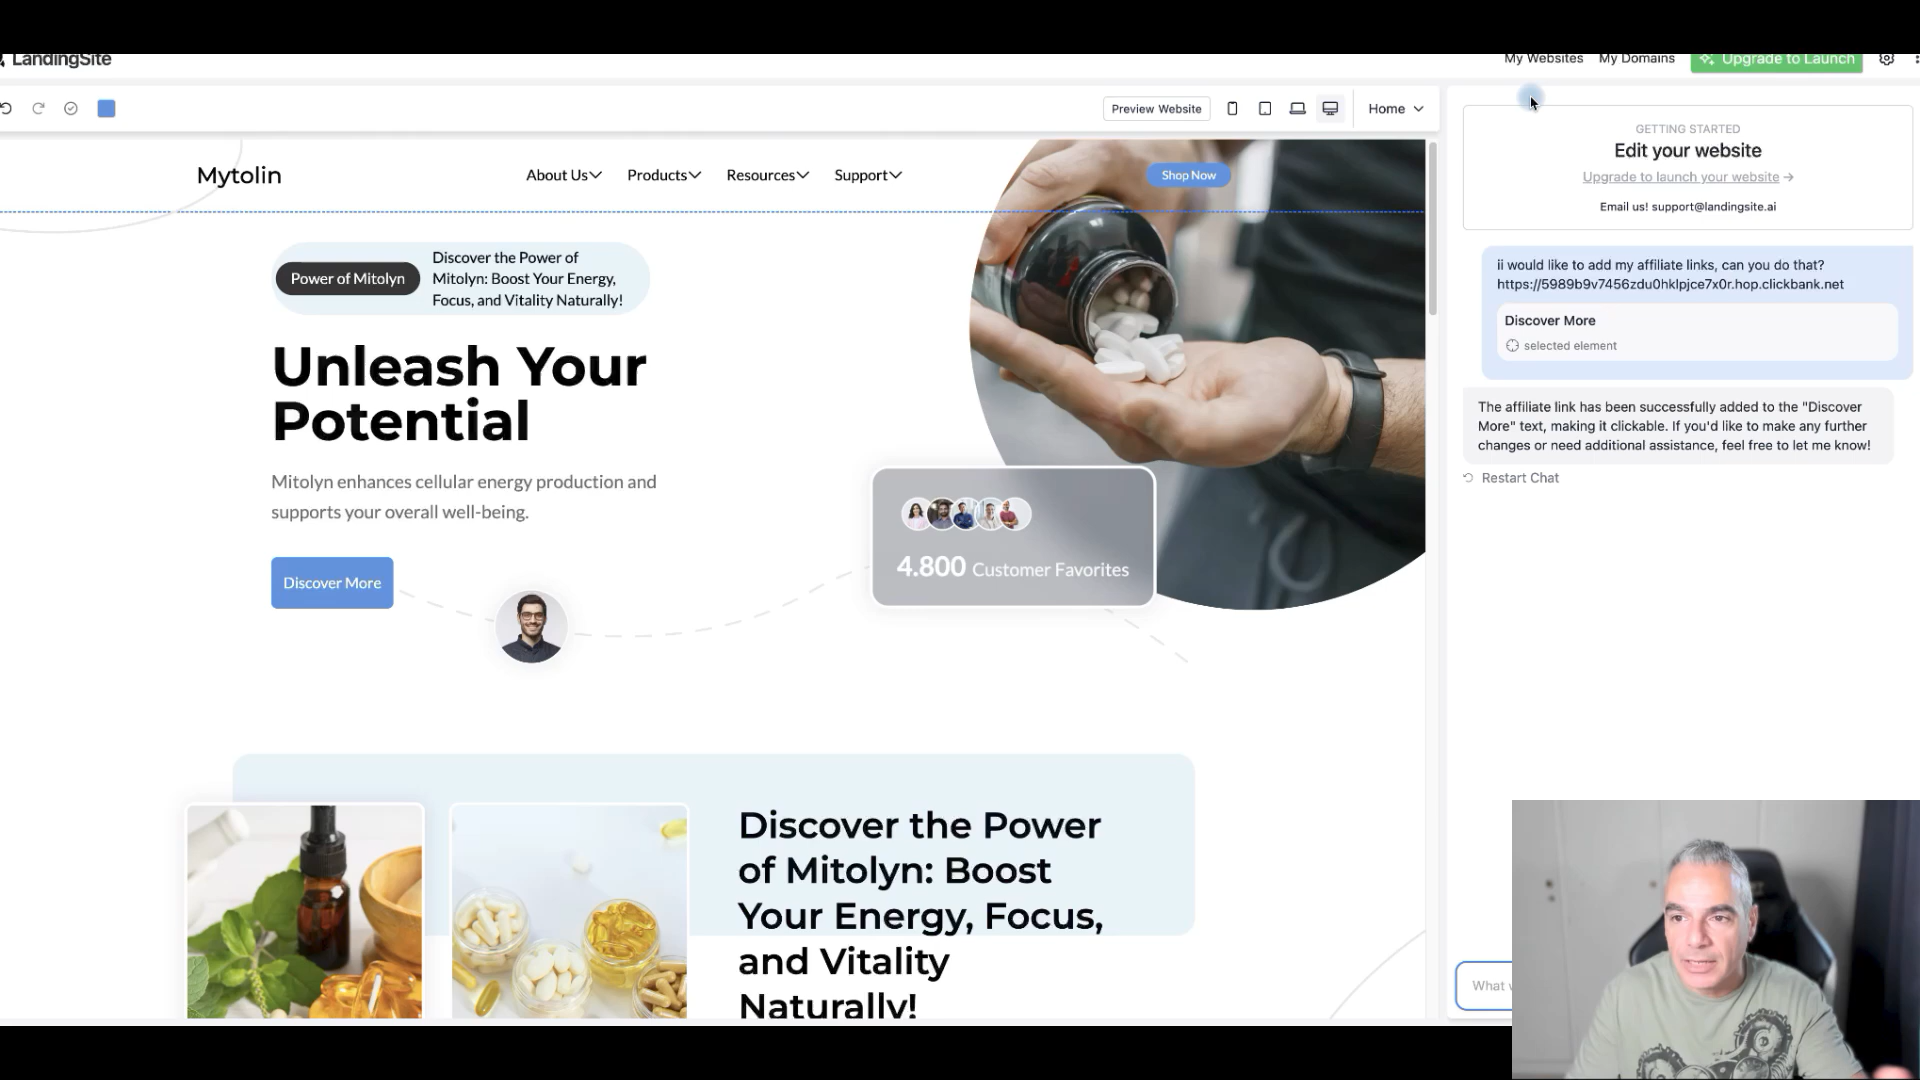 LandingSite
My Websites
My Domains
Upgrade to Launch
Preview Website
Home
Mytolin
About Us
Products
Resources
Support
Shop Now
Power of Mitolyn
Discover the Power of
Mitolyn: Boost Your Energy,
Focus, and Vitality Naturally!
Unleash Your
Potential
Mitolyn enhances cellular energy production and
supports your overall well-being.
Discover More
4.800 Customer Favorites
Discover the Power
of Mitolyn: Boost
Your Energy, Focus,
and Vitality
Naturally!
GETTING STARTED
Edit your website
Upgrade to launch your website →
Email us! support@landingsite.ai
ii would like to add my affiliate links, can you do that?
https://5989b9v7456zdu0hklpjce7x0r.hop.clickbank.net
Discover More
selected element
The affiliate link has been successfully added to the "Discover
More" text, making it clickable. If you'd like to make any further
changes or need additional assistance, feel free to let me know!
Restart Chat
What